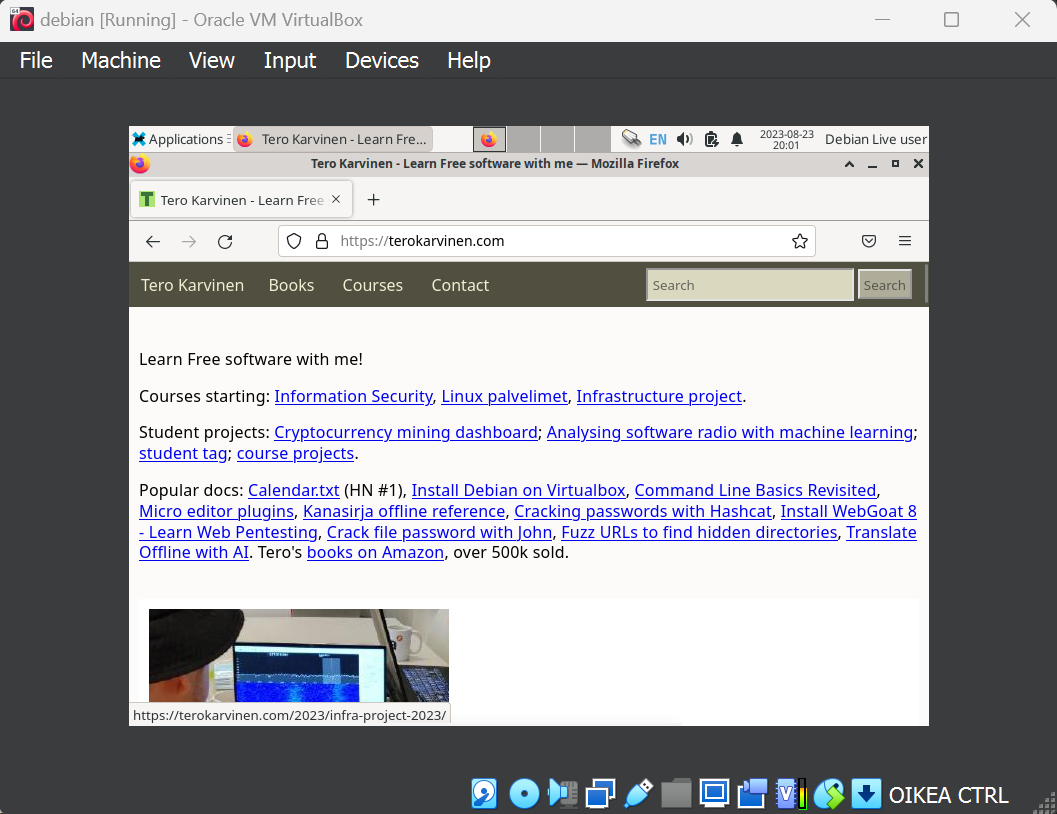 debian [Running] - Oracle VM VirtualBox
File Machine View Input Devices Help
Applications Tero Karvinen - Learn Fre... EN 2023-08-23 Debian Live user
20:01
Tero Karvinen - Learn Free software with me — Mozilla Firefox
Tero Karvinen - Learn Free
https://terokarvinen.com
Tero Karvinen Books Courses Contact Search Search
Learn Free software with me!
Courses starting: Information Security, Linux palvelimet, Infrastructure project.
Student projects: Cryptocurrency mining dashboard; Analysing software radio with machine learning;
student tag; course projects.
Popular docs: Calendar.txt (HN #1), Install Debian on Virtualbox, Command Line Basics Revisited,
Micro editor plugins, Kanasirja offline reference, Cracking passwords with Hashcat, Install WebGoat 8
- Learn Web Pentesting, Crack file password with John, Fuzz URLs to find hidden directories, Translate
Offline with AI. Tero's books on Amazon, over 500k sold.
https://terokarvinen.com/2023/infra-project-2023/
OIKEA CTRL